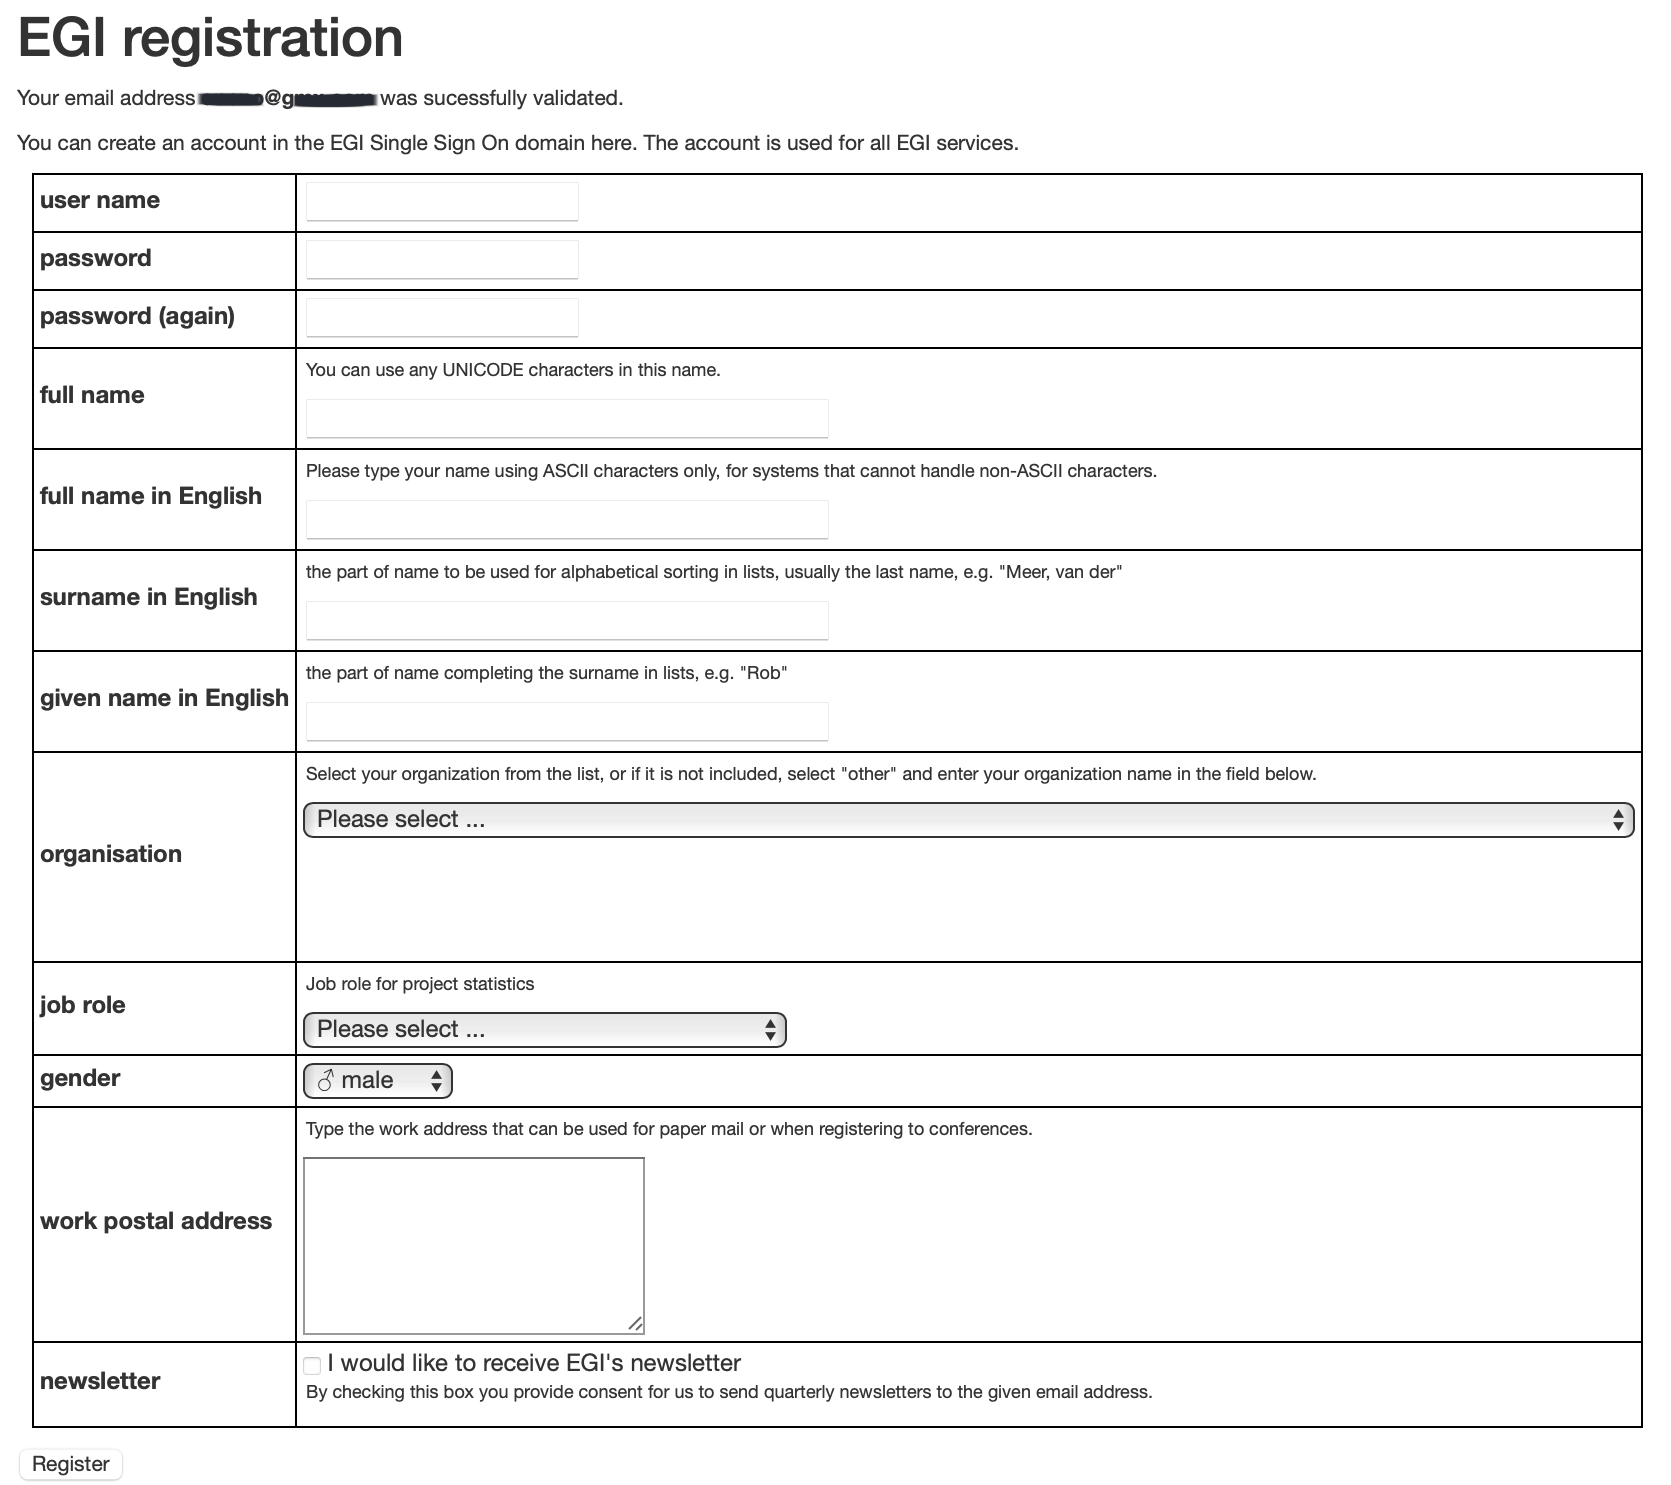 EGI registration
Your email address @g was sucessfully validated.
You can create an account in the EGI Single Sign On domain here. The account is used for all EGI services.
user name
password
password (again)
full name
You can use any UNICODE characters in this name.
full name in English
Please type your name using ASCII characters only, for systems that cannot handle non-ASCII characters.
surname in English
the part of name to be used for alphabetical sorting in lists, usually the last name, e.g. "Meer, van der"
given name in English
the part of name completing the surname in lists, e.g. "Rob"
organisation
Select your organization from the list, or if it is not included, select "other" and enter your organization name in the field below.
Please select ...
job role
Job role for project statistics
Please select ...
gender
♂ male
work postal address
Type the work address that can be used for paper mail or when registering to conferences.
newsletter
I would like to receive EGI's newsletter
By checking this box you provide consent for us to send quarterly newsletters to the given email address.
Register